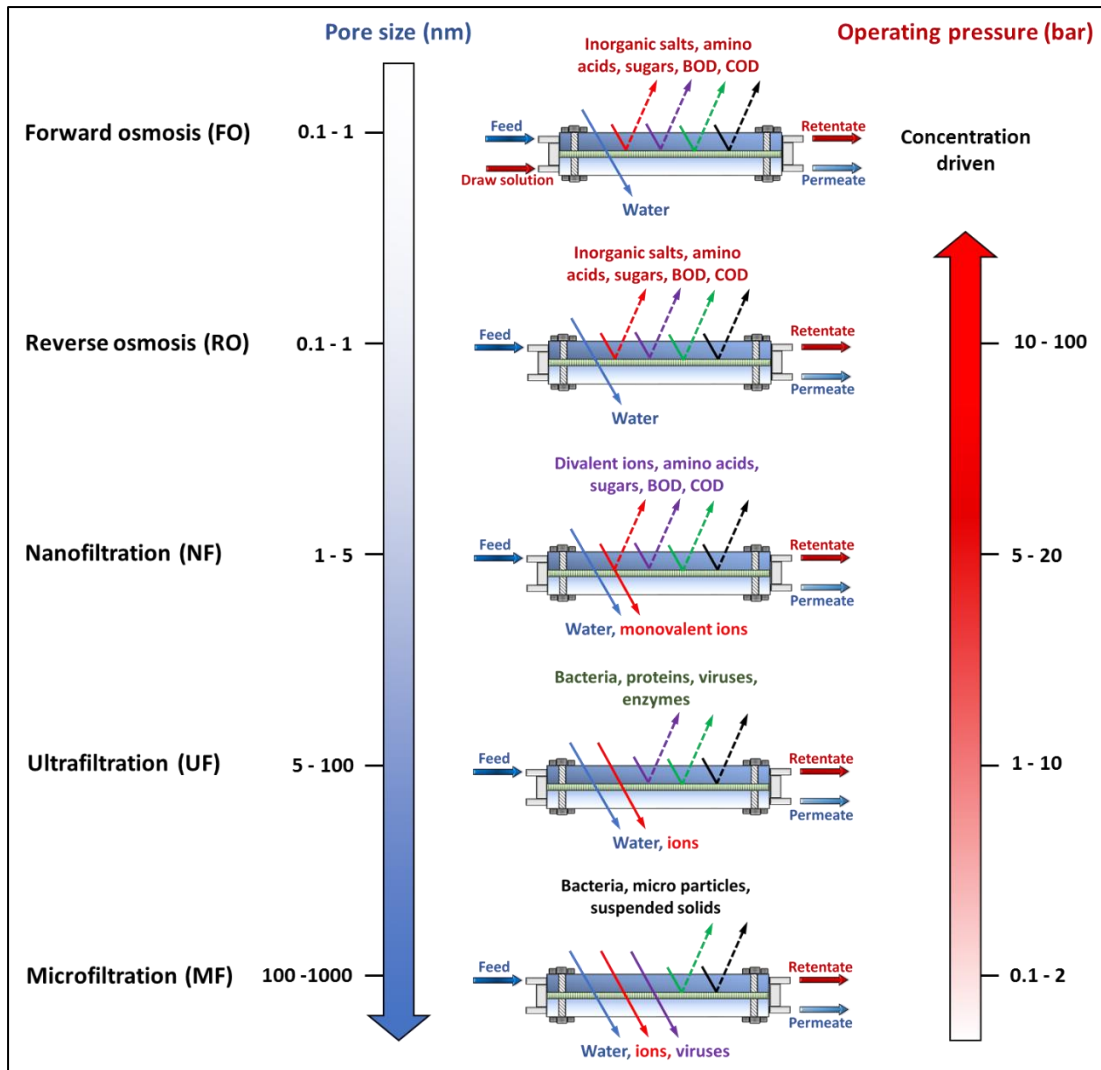 Pore size (nm)
Operating pressure (bar)
Inorganic salts, amino
acids, sugars, BOD, COD
Forward osmosis (FO)
0.1 - 1
Feed
Draw solution
Retentate
Permeate
Water
Concentration
driven
Inorganic salts, amino
acids, sugars, BOD, COD
Reverse osmosis (RO)
0.1 - 1
Feed
Retentate
Permeate
Water
10 - 100
Divalent ions, amino acids,
sugars, BOD, COD
Nanofiltration (NF)
1 - 5
Feed
Retentate
Permeate
Water, monovalent ions
5 - 20
Bacteria, proteins, viruses,
enzymes
Ultrafiltration (UF)
5 - 100
Feed
Retentate
Permeate
Water, ions
1 - 10
Bacteria, micro particles,
suspended solids
Microfiltration (MF)
100 -1000
Feed
Retentate
Permeate
Water, ions, viruses
0.1 - 2